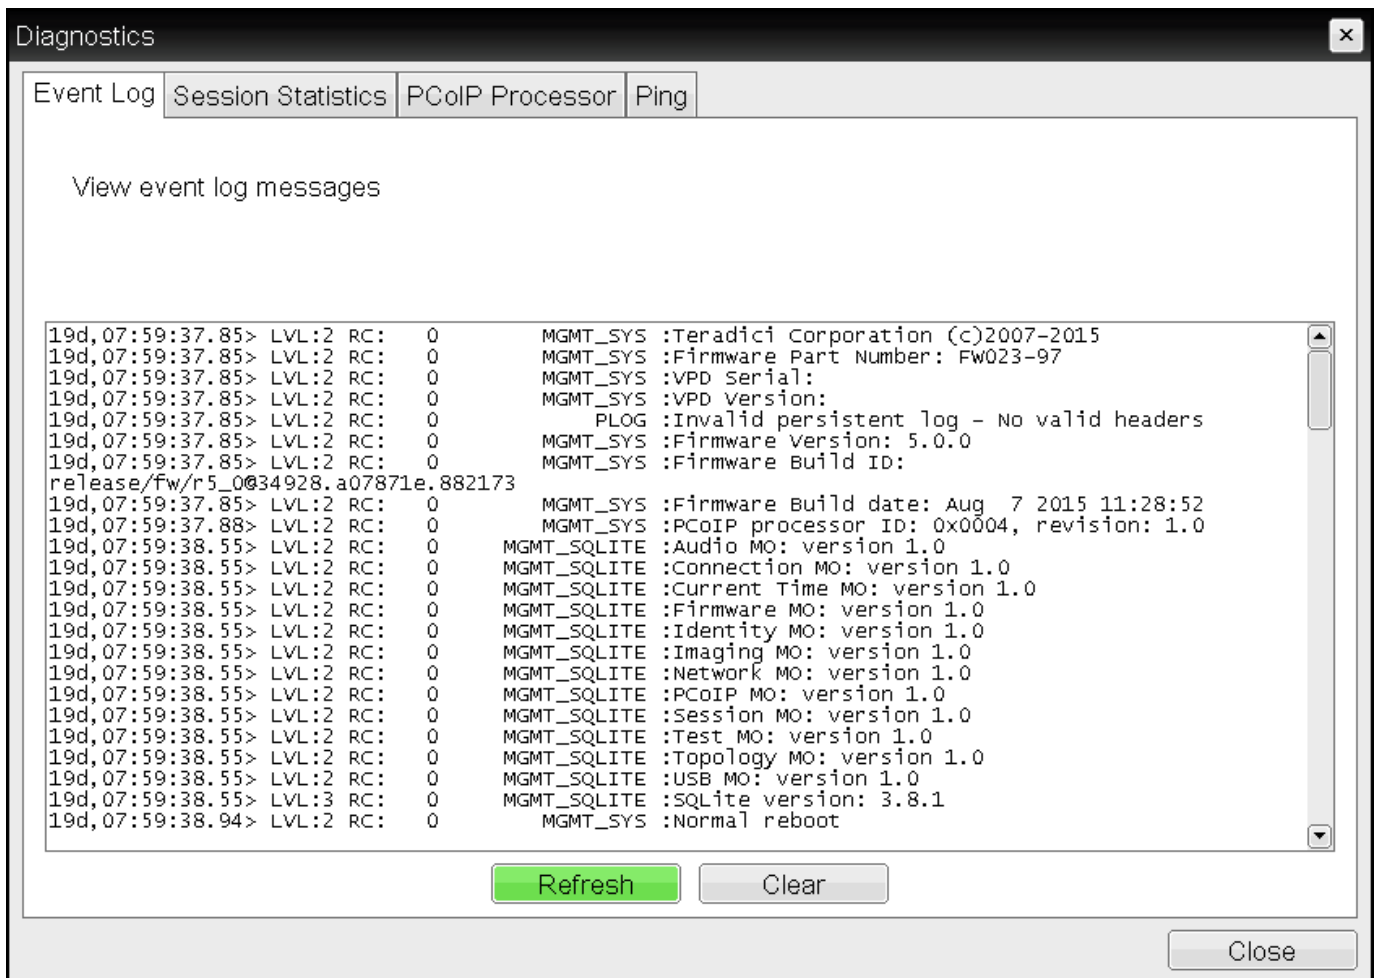 Diagnostics
Event Log Session Statistics PCoIP Processor Ping
View event log messages
19d,07:59:37.85> LVL:2 RC: 0 MGMT_SYS :Teradici Corporation (c)2007-2015
19d,07:59:37.85> LVL:2 RC: 0 MGMT_SYS :Firmware Part Number: FW023-97
19d,07:59:37.85> LVL:2 RC: 0 MGMT_SYS :VPD Serial:
19d,07:59:37.85> LVL:2 RC: 0 MGMT_SYS :VPD Version:
19d,07:59:37.85> LVL:2 RC: 0 PLOG :Invalid persistent log - No valid headers
19d,07:59:37.85> LVL:2 RC: 0 MGMT_SYS :Firmware Version: 5.0.0
19d,07:59:37.85> LVL:2 RC: 0 MGMT_SYS :Firmware Build ID:
release/fw/r5_0@34928.a07871e.882173
19d,07:59:37.85> LVL:2 RC: 0 MGMT_SYS :Firmware Build date: Aug 7 2015 11:28:52
19d,07:59:37.88> LVL:2 RC: 0 MGMT_SYS :PCoIP processor ID: 0x0004, revision: 1.0
19d,07:59:38.55> LVL:2 RC: 0 MGMT_SQLITE :Audio MO: version 1.0
19d,07:59:38.55> LVL:2 RC: 0 MGMT_SQLITE :Connection MO: version 1.0
19d,07:59:38.55> LVL:2 RC: 0 MGMT_SQLITE :Current Time MO: version 1.0
19d,07:59:38.55> LVL:2 RC: 0 MGMT_SQLITE :Firmware MO: version 1.0
19d,07:59:38.55> LVL:2 RC: 0 MGMT_SQLITE :Identity MO: version 1.0
19d,07:59:38.55> LVL:2 RC: 0 MGMT_SQLITE :Imaging MO: version 1.0
19d,07:59:38.55> LVL:2 RC: 0 MGMT_SQLITE :Network MO: version 1.0
19d,07:59:38.55> LVL:2 RC: 0 MGMT_SQLITE :PCoIP MO: version 1.0
19d,07:59:38.55> LVL:2 RC: 0 MGMT_SQLITE :Session MO: version 1.0
19d,07:59:38.55> LVL:2 RC: 0 MGMT_SQLITE :Test MO: version 1.0
19d,07:59:38.55> LVL:2 RC: 0 MGMT_SQLITE :Topology MO: version 1.0
19d,07:59:38.55> LVL:2 RC: 0 MGMT_SQLITE :USB MO: version 1.0
19d,07:59:38.55> LVL:3 RC: 0 MGMT_SQLITE :SQLite version: 3.8.1
19d,07:59:38.94> LVL:2 RC: 0 MGMT_SYS :Normal reboot
Refresh Clear
Close